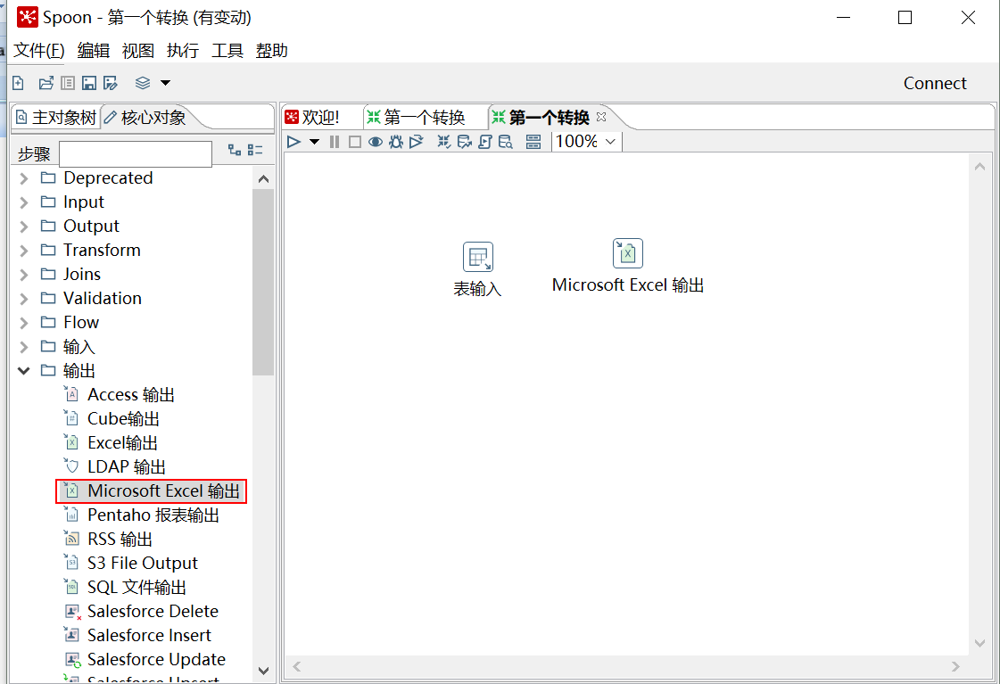 Spoon - 第一个转换 (有变动)
文件(F) 编辑 视图 执行 工具 帮助
Connect
主对象树 核心对象
欢迎! 第一个转换 第一个转换
步骤
100%
Deprecated
Input
Output
Transform
Joins
Validation
Flow
输入
输出
Access 输出
Cube输出
Excel输出
LDAP 输出
Microsoft Excel 输出
Pentaho 报表输出
RSS 输出
S3 File Output
SQL 文件输出
Salesforce Delete
Salesforce Insert
Salesforce Update
Salesforce Upsert
表输入
Microsoft Excel 输出